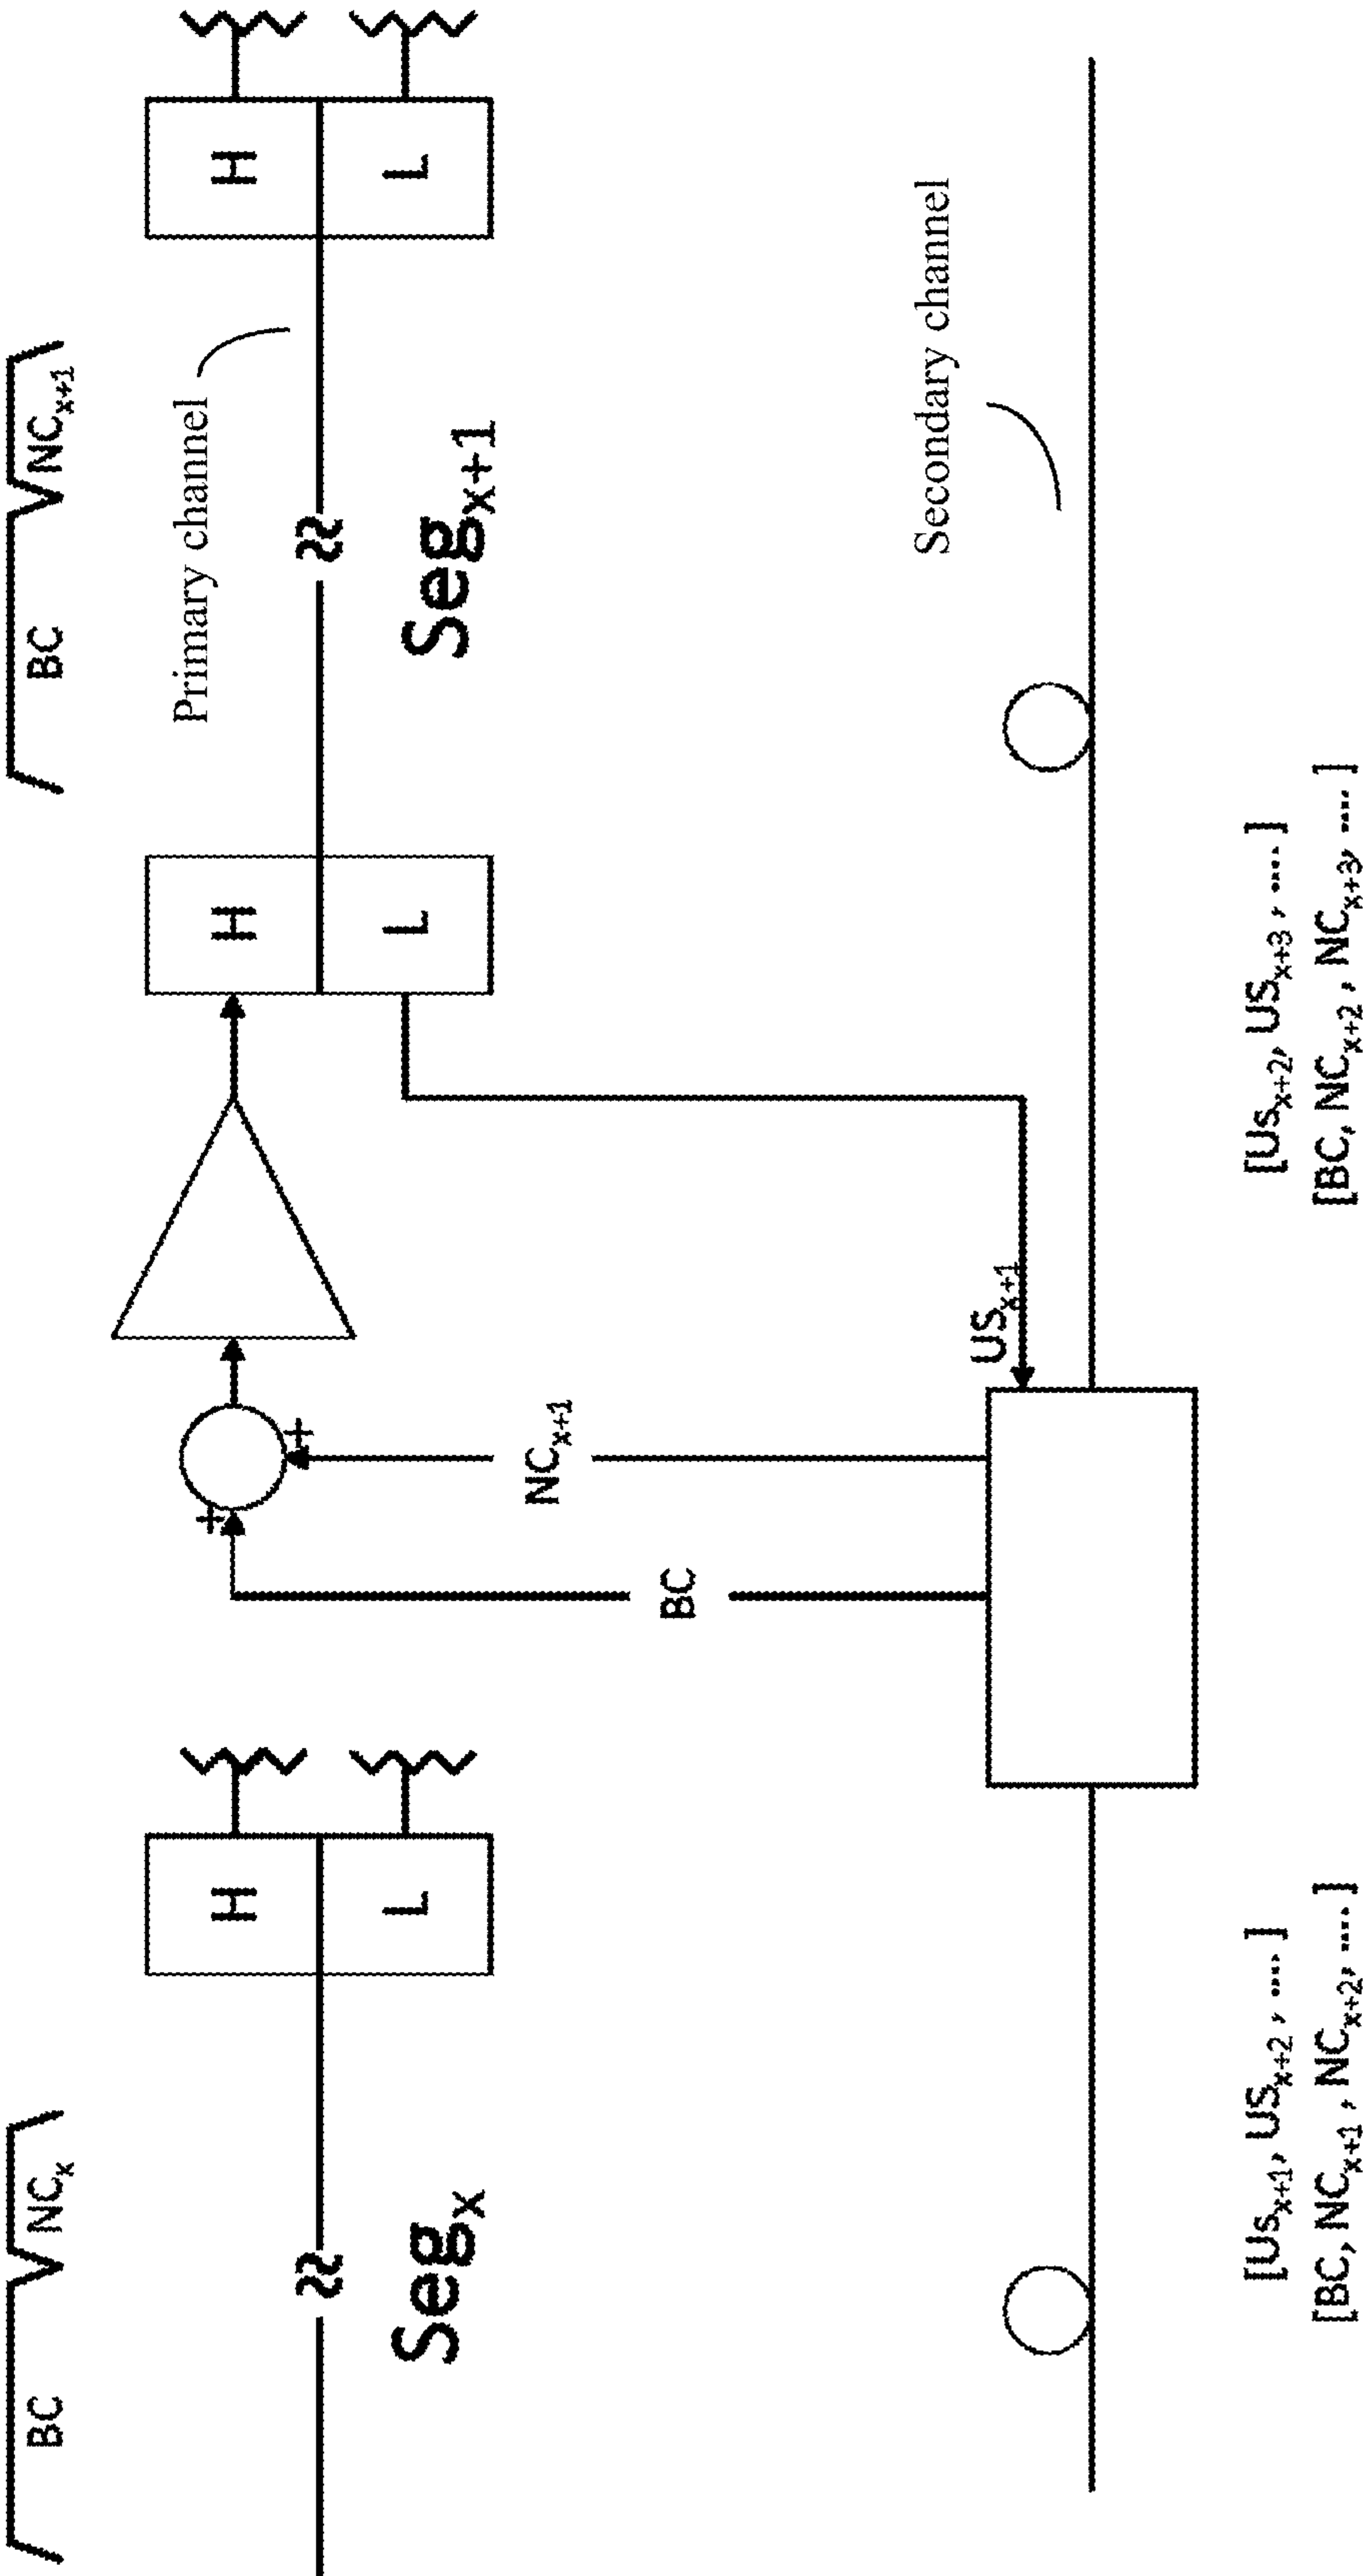 BC
NCₓ
BC
NCₓ₊₁
Primary channel
H
L
H
L
H
L
Segₓ
Segₓ₊₁
+
+
BC
NCₓ₊₁
USₓ₊₁
Secondary channel
[Usₓ₊₁, USₓ₊₂, ....]
[BC, NCₓ₊₁, NCₓ₊₂, ....]
[Usₓ₊₂, USₓ₊₃, ....]
[BC, NCₓ₊₂, NCₓ₊₃, .... ]